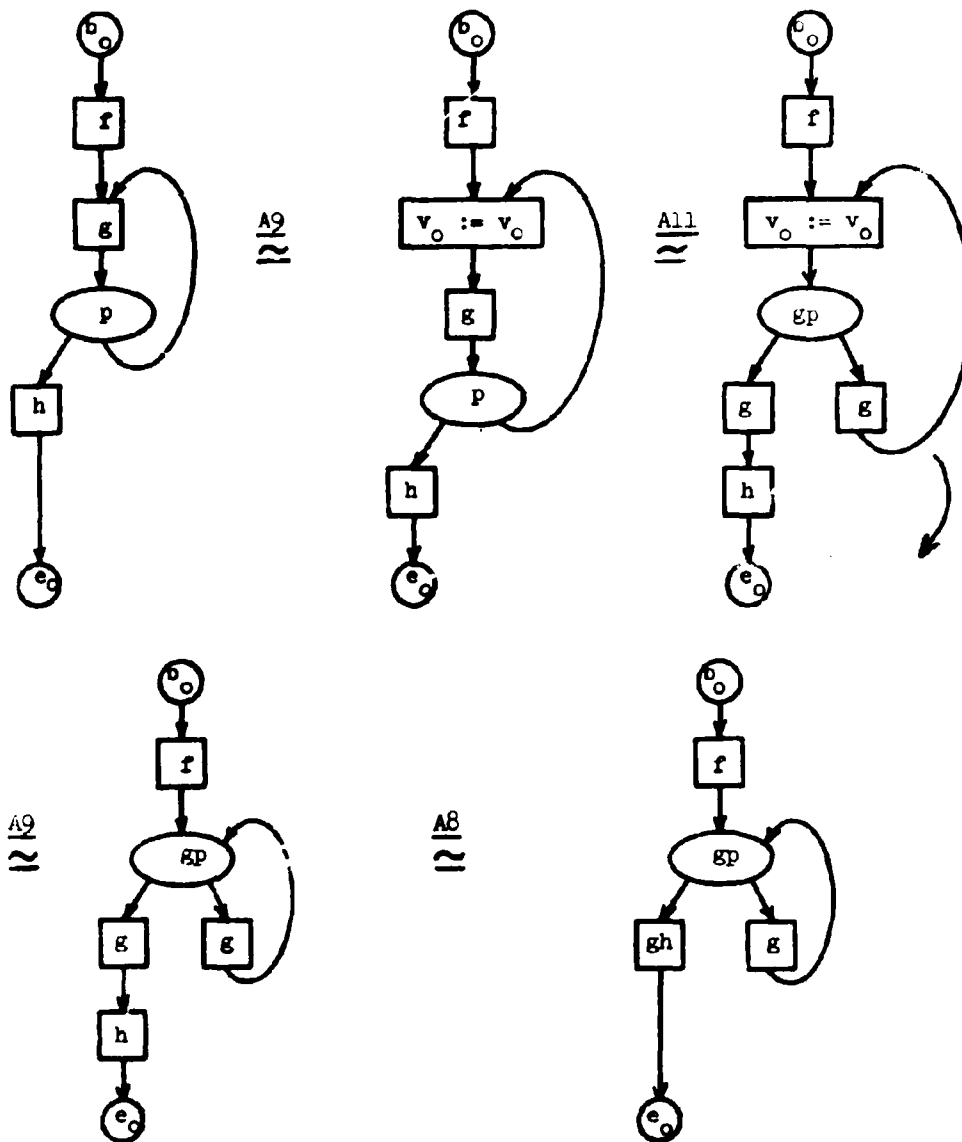 b₀ b₀ b₀
f f f
g A9 ≅ v₀ := v₀ A11 ≅ v₀ := v₀
p g gp
h p g g
h h
e₀ e₀ e₀
b₀ b₀
f f
A9 ≅ gp A8 ≅ gp
g g gh g
h
e₀ e₀